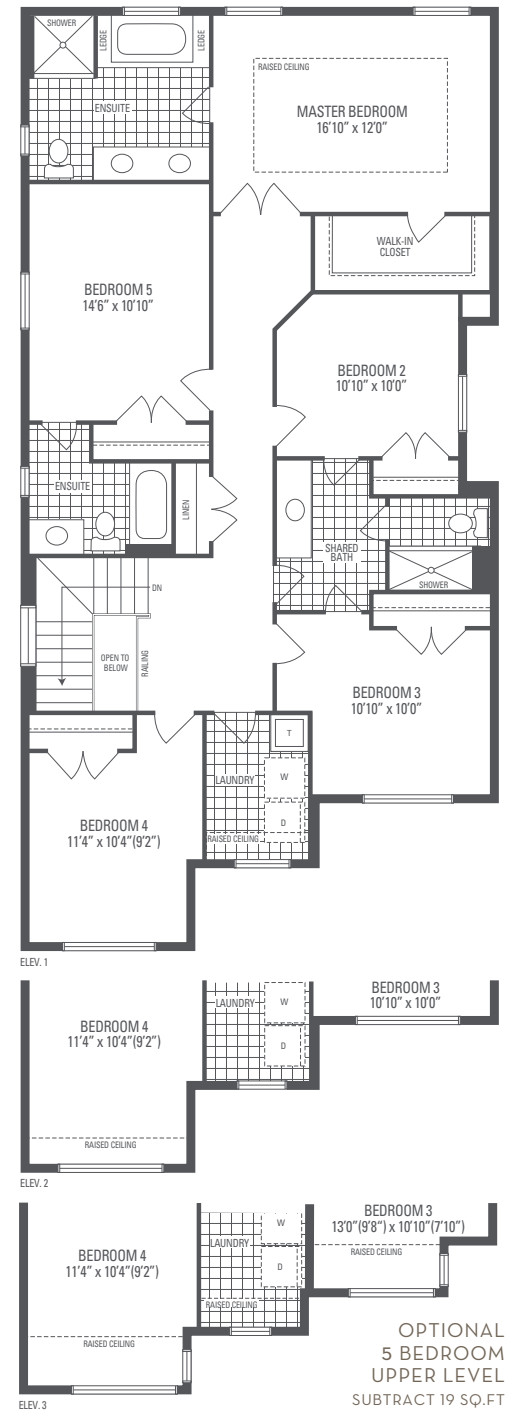 SHOWER
LEDGE
LEDGE
ENSUITE
RAISED CEILING
MASTER BEDROOM
16'10" x 12'0"
WALK-IN
CLOSET
BEDROOM 5
14'6" x 10'10"
BEDROOM 2
10'10" x 10'0"
ENSUITE
LINEN
SHARED
BATH
SHOWER
DN
OPEN TO
BELOW
RAILING
BEDROOM 3
10'10" x 10'0"
T
LAUNDRY
W
D
RAISED CEILING
BEDROOM 4
11'4" x 10'4"(9'2")
ELEV. 1
BEDROOM 3
10'10" x 10'0"
LAUNDRY
W
D
BEDROOM 4
11'4" x 10'4"(9'2")
RAISED CEILING
ELEV. 2
BEDROOM 3
13'0"(9'8") x 10'10"(7'10")
RAISED CEILING
W
LAUNDRY
D
RAISED CEILING
BEDROOM 4
11'4" x 10'4"(9'2")
RAISED CEILING
ELEV. 3
OPTIONAL
5 BEDROOM
UPPER LEVEL
SUBTRACT 19 SQ.FT